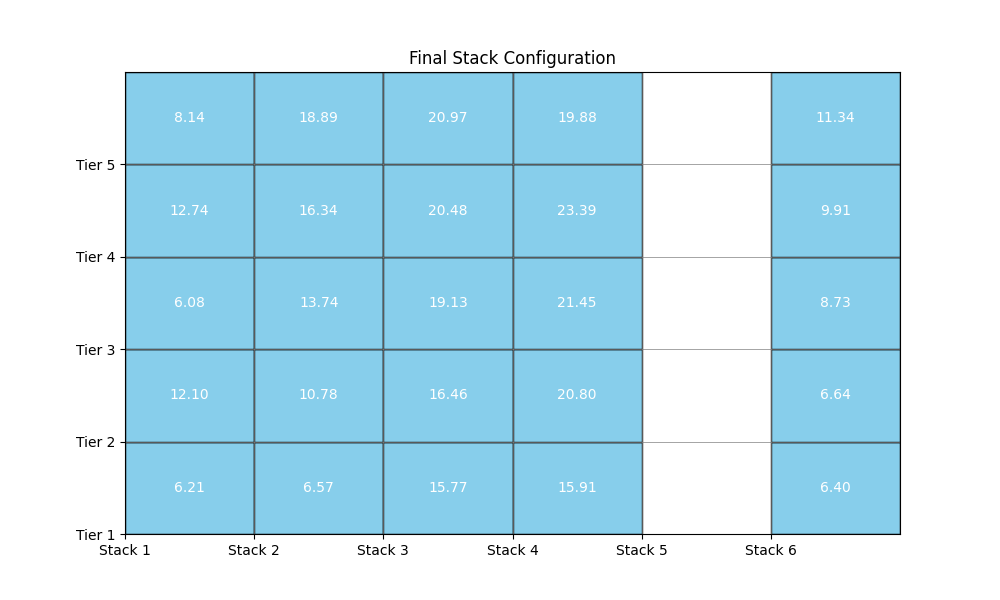 Final Stack Configuration
8.14 18.89 20.97 19.88 11.34
Tier 5
12.74 16.34 20.48 23.39 9.91
Tier 4
6.08 13.74 19.13 21.45 8.73
Tier 3
12.10 10.78 16.46 20.80 6.64
Tier 2
6.21 6.57 15.77 15.91 6.40
Tier 1
Stack 1 Stack 2 Stack 3 Stack 4 Stack 5 Stack 6